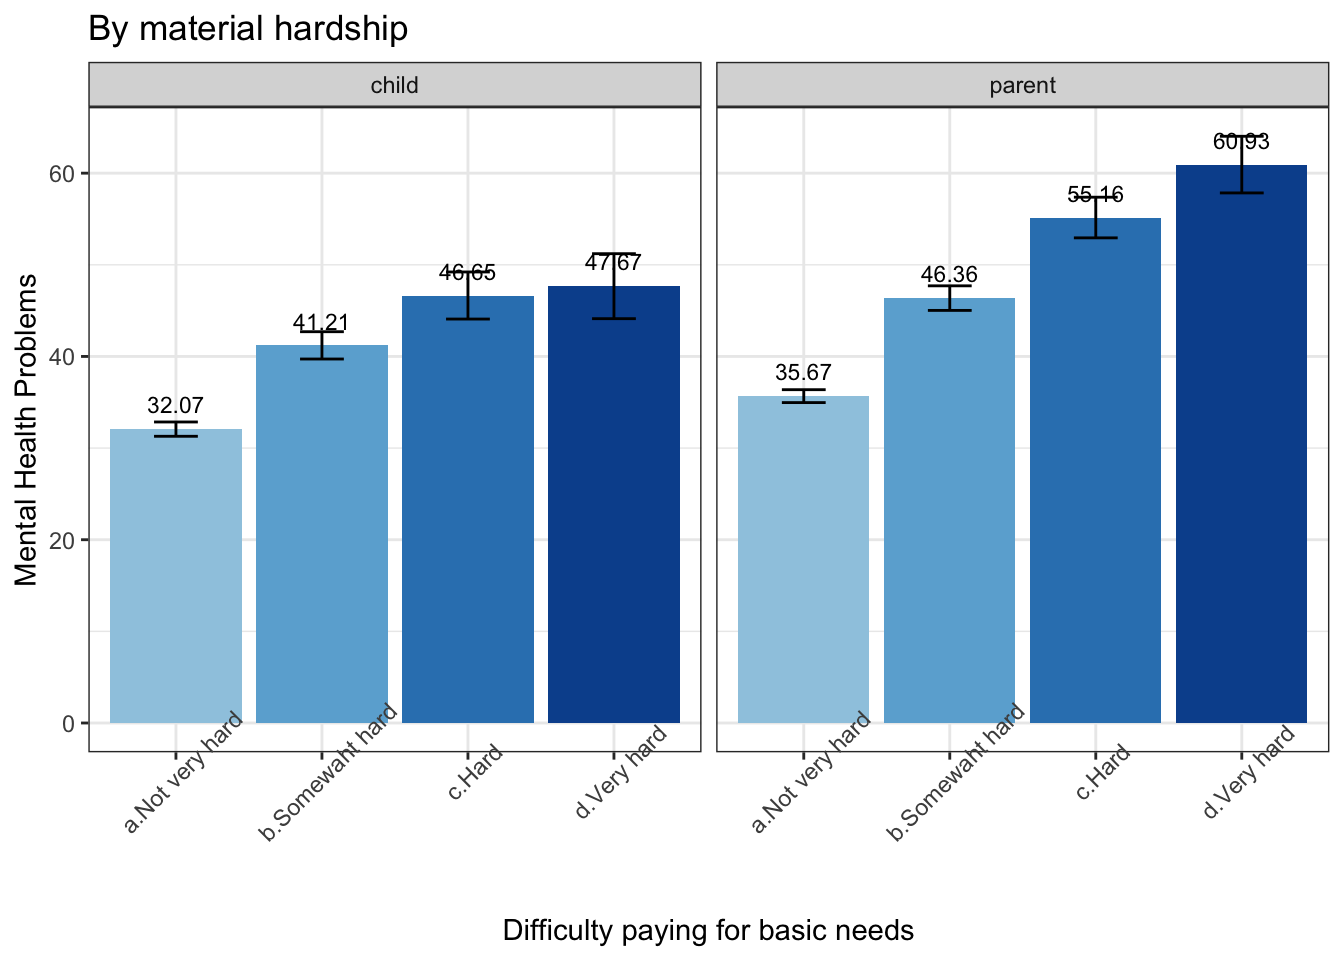 By material hardship
child
parent
Mental Health Problems
60
40
20
0
32.07
41.21
46.65
47.67
35.67
46.36
55.16
60.93
a.Not very hard
b.Somewaht hard
c.Hard
d.Very hard
a.Not very hard
b.Somewaht hard
c.Hard
d.Very hard
Difficulty paying for basic needs